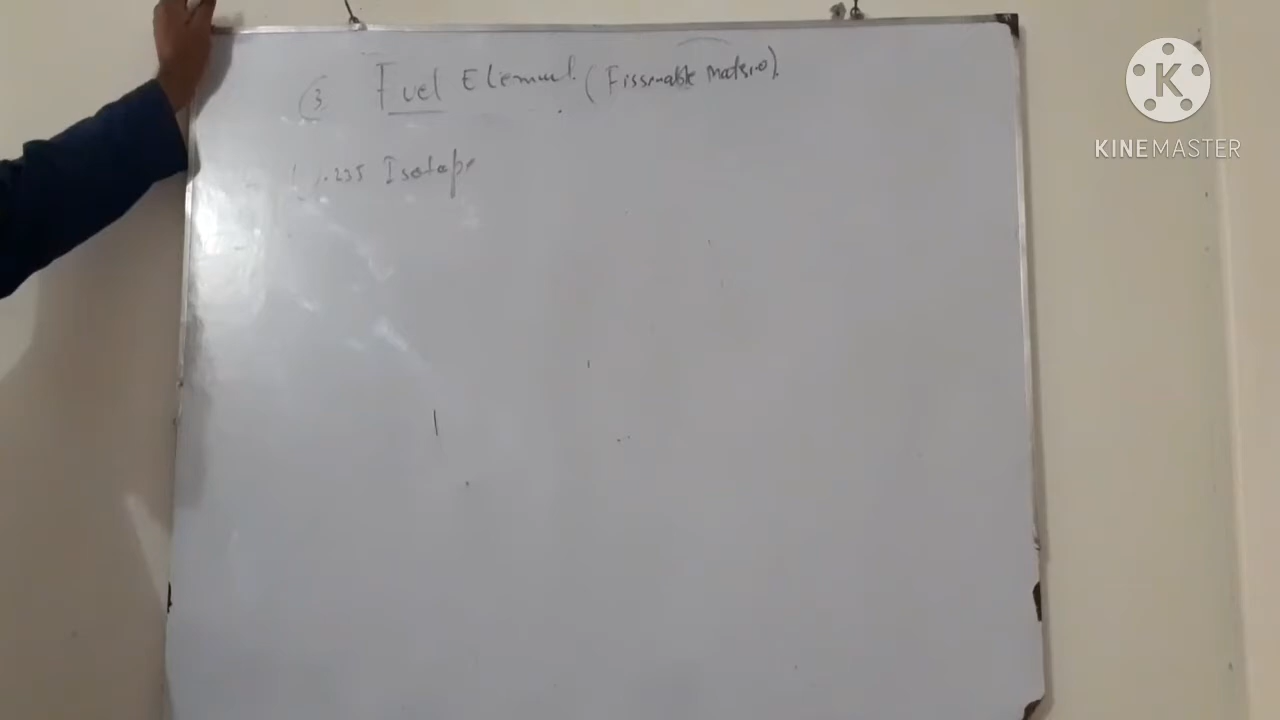 (3. Fuel Element (Fissionable Material).
.235 Isotope
K
KINEMASTER